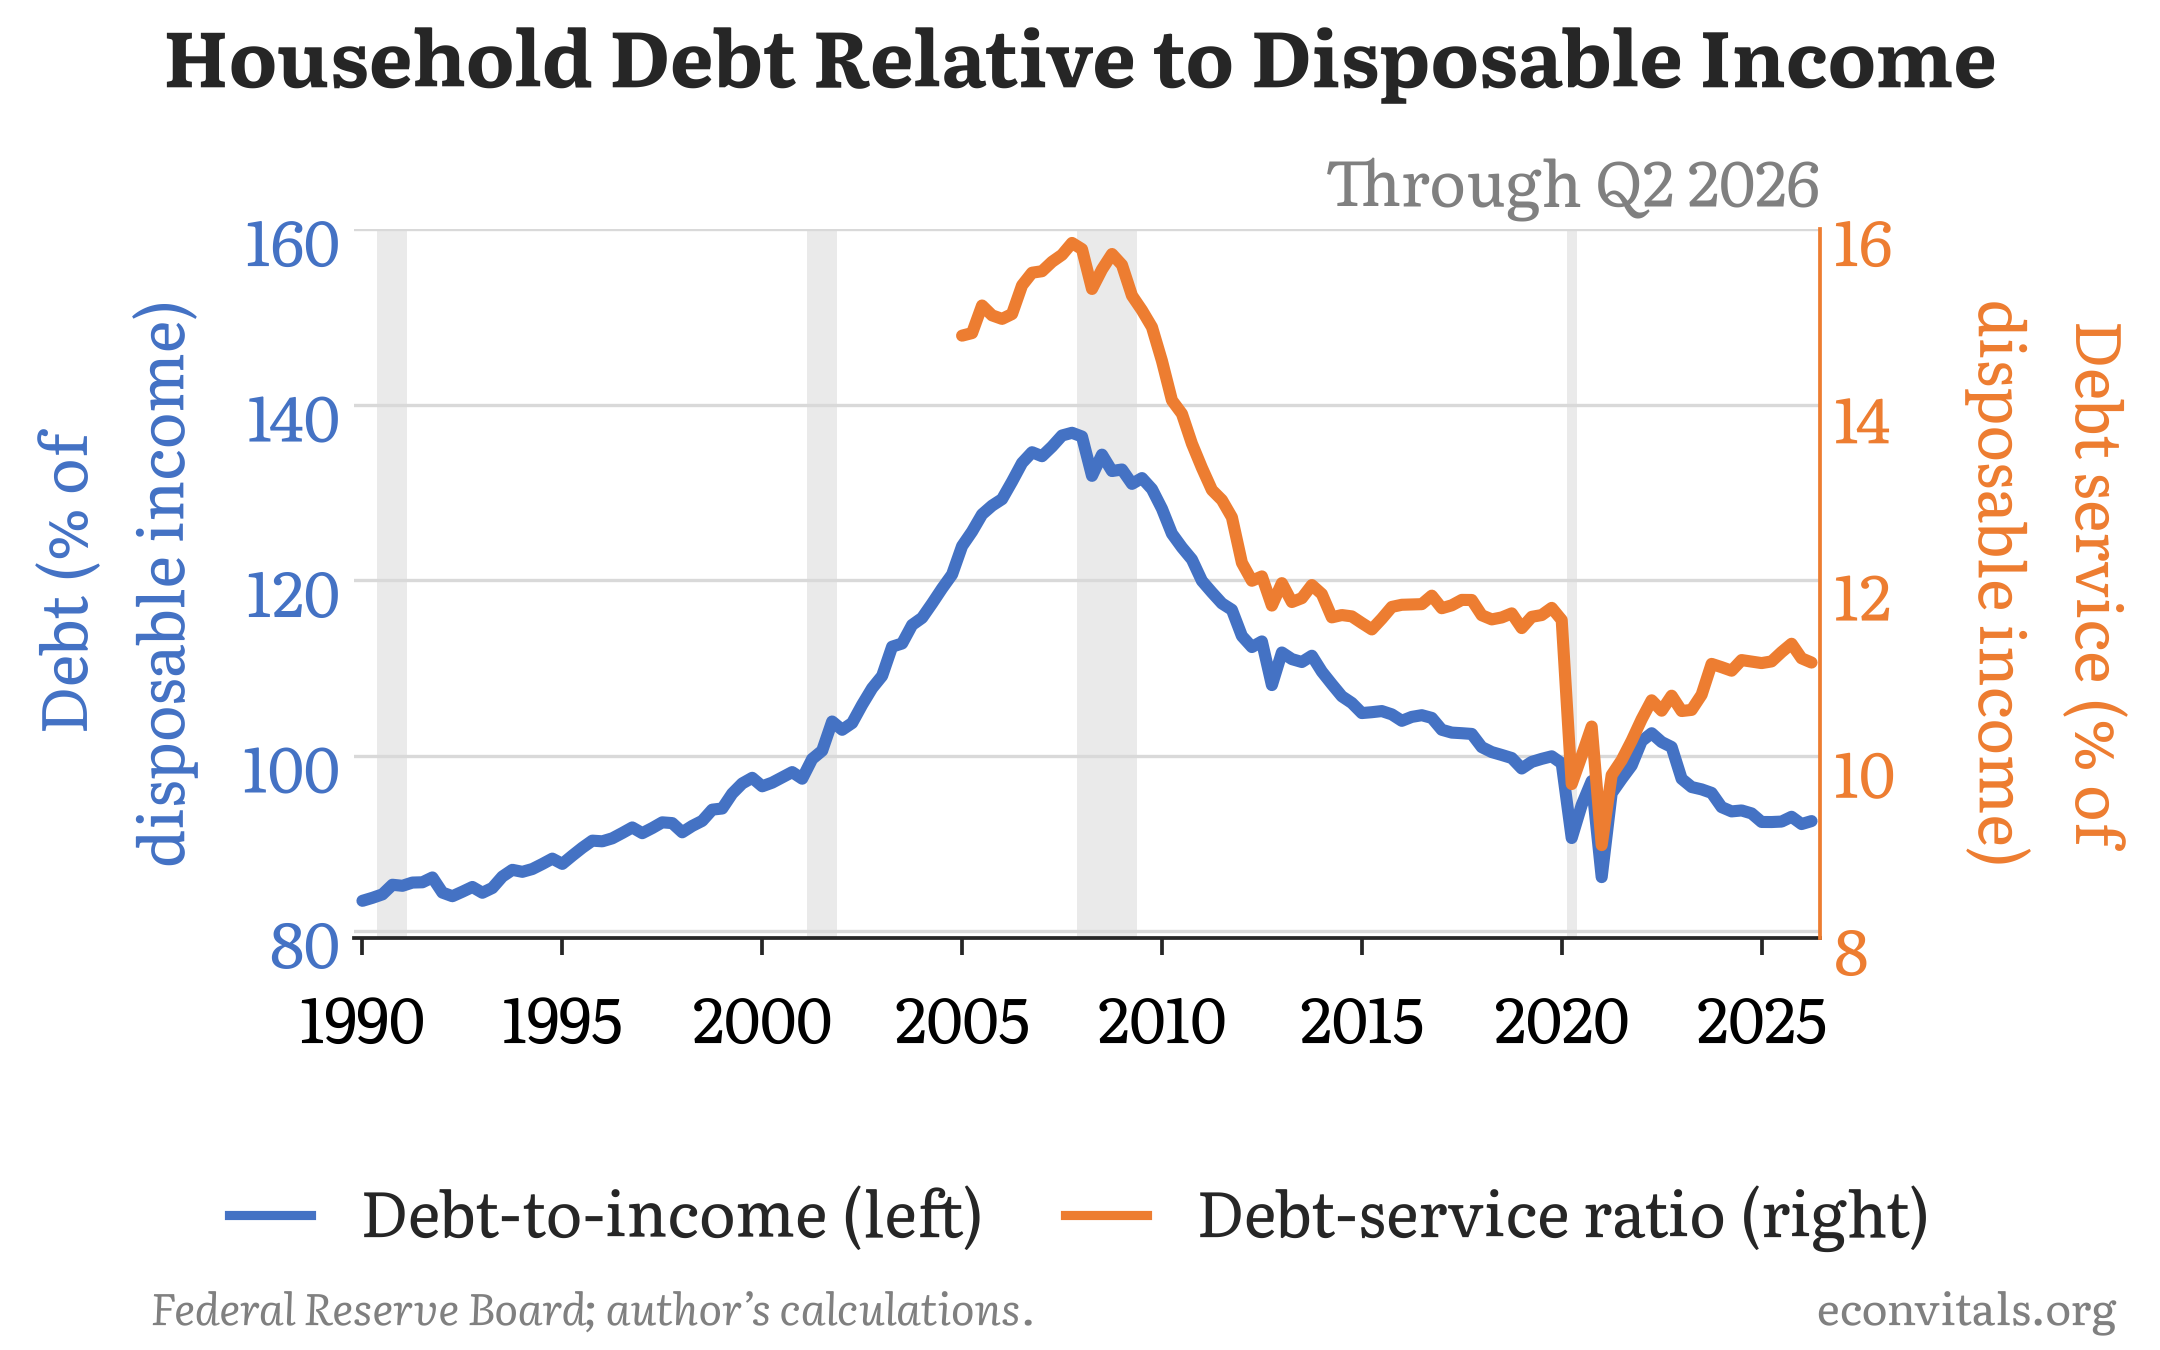 Household Debt Relative to Disposable Income
Through Q2 2026
Debt (% of
disposable income)
160
140
120
100
80
16
14
12
10
8
Debt service (% of
disposable income)
1990 1995 2000 2005 2010 2015 2020 2025
Debt-to-income (left) Debt-service ratio (right)
Federal Reserve Board; author’s calculations.
econvitals.org